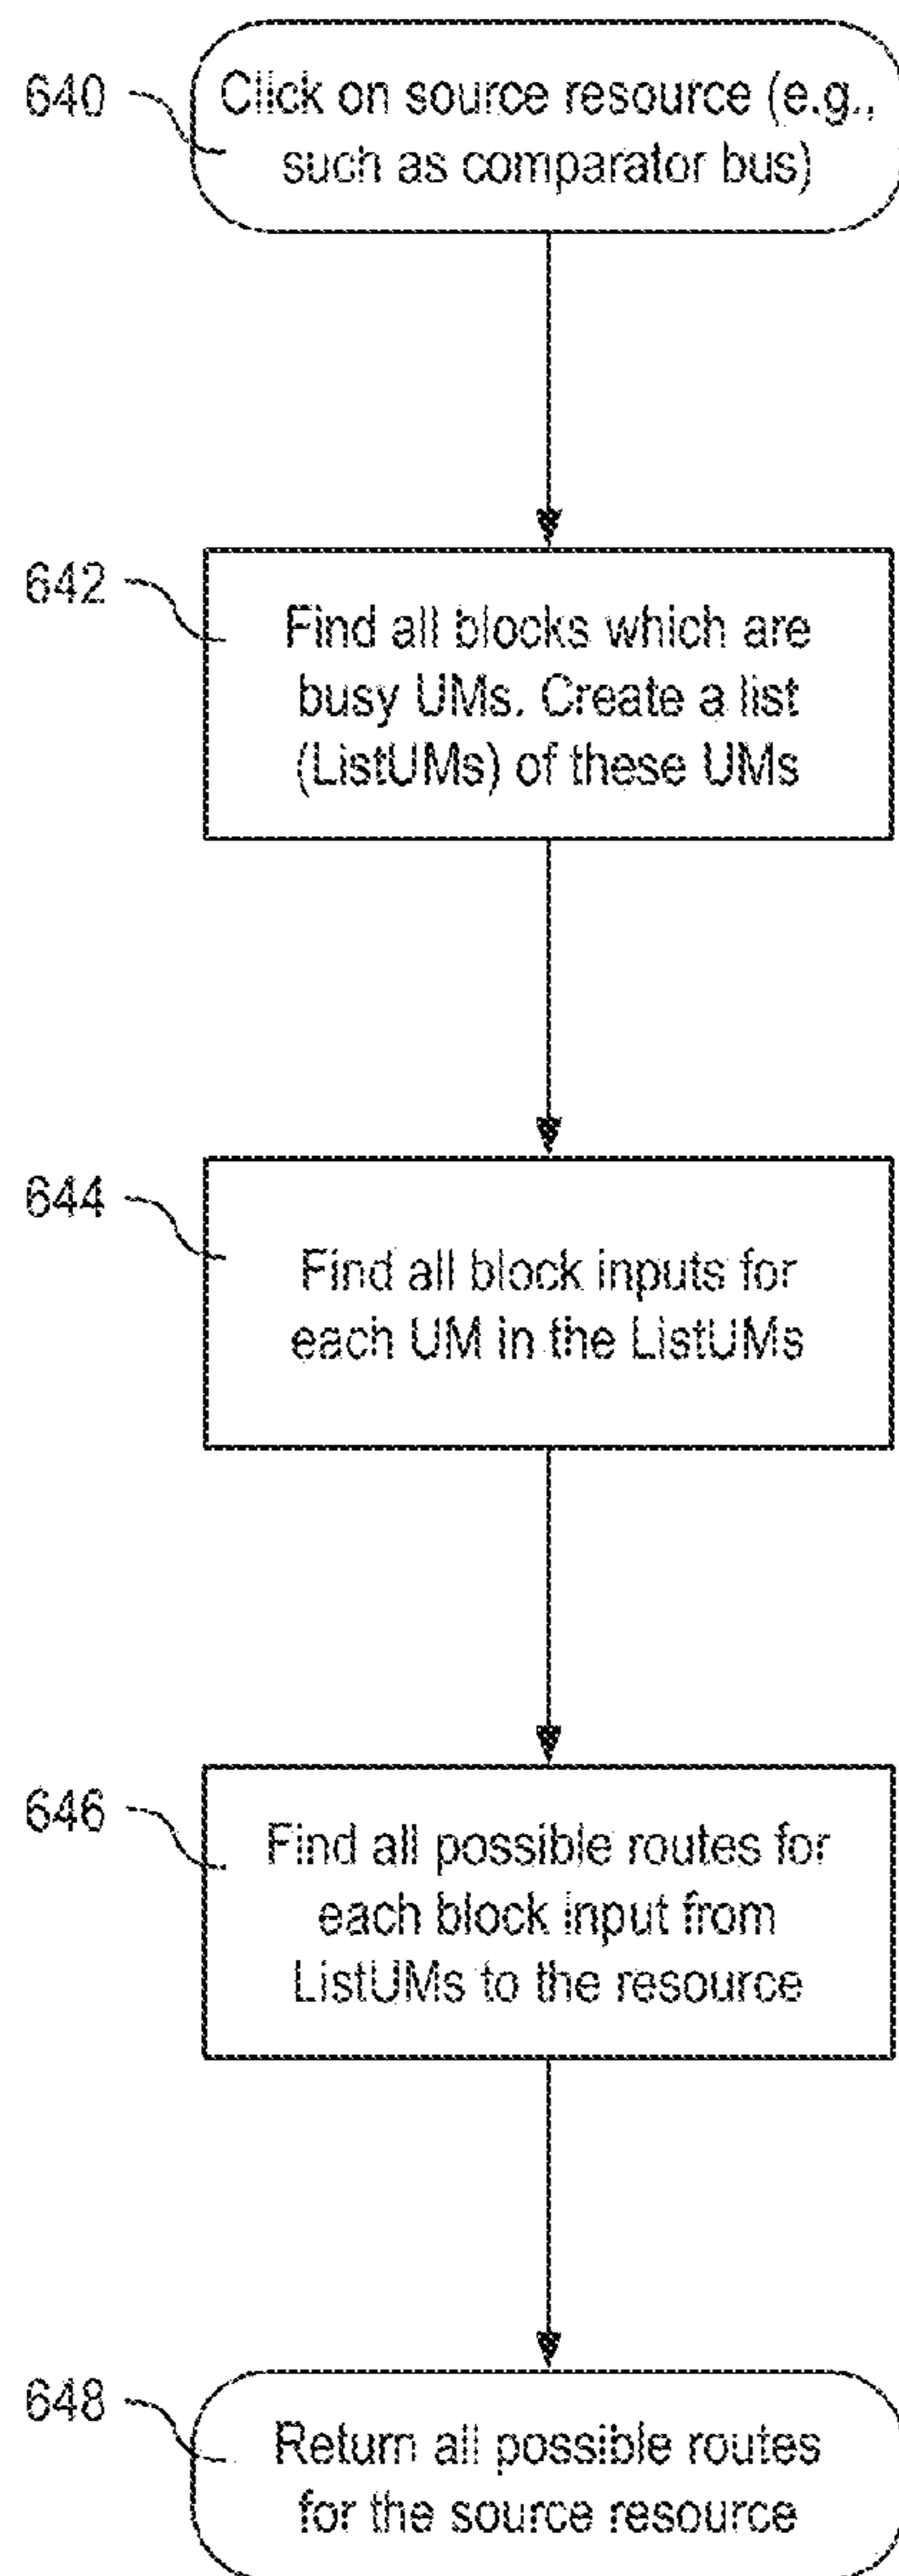 640
Click on source resource (e.g.,
such as comparator bus)
642
Find all blocks which are
busy UMs. Create a list
(ListUMs) of these UMs
644
Find all block inputs for
each UM in the ListUMs
646
Find all possible routes for
each block input from
ListUMs to the resource
648
Return all possible routes
for the source resource